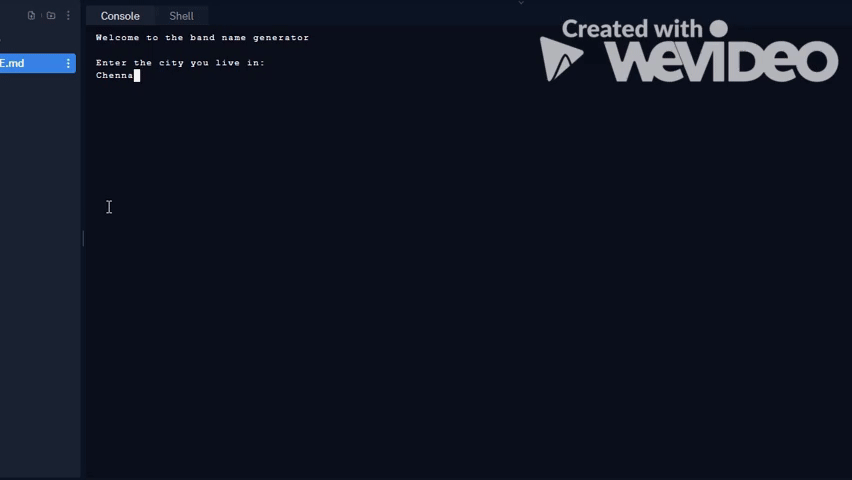 Console Shell
Created with
WeVideo
Welcome to the band name generator
E.md
Enter the city you live in:
Chenna